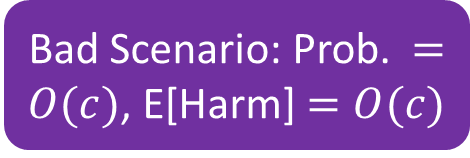 Bad Scenario: Prob. =
O(c), E[Harm] = O(c)